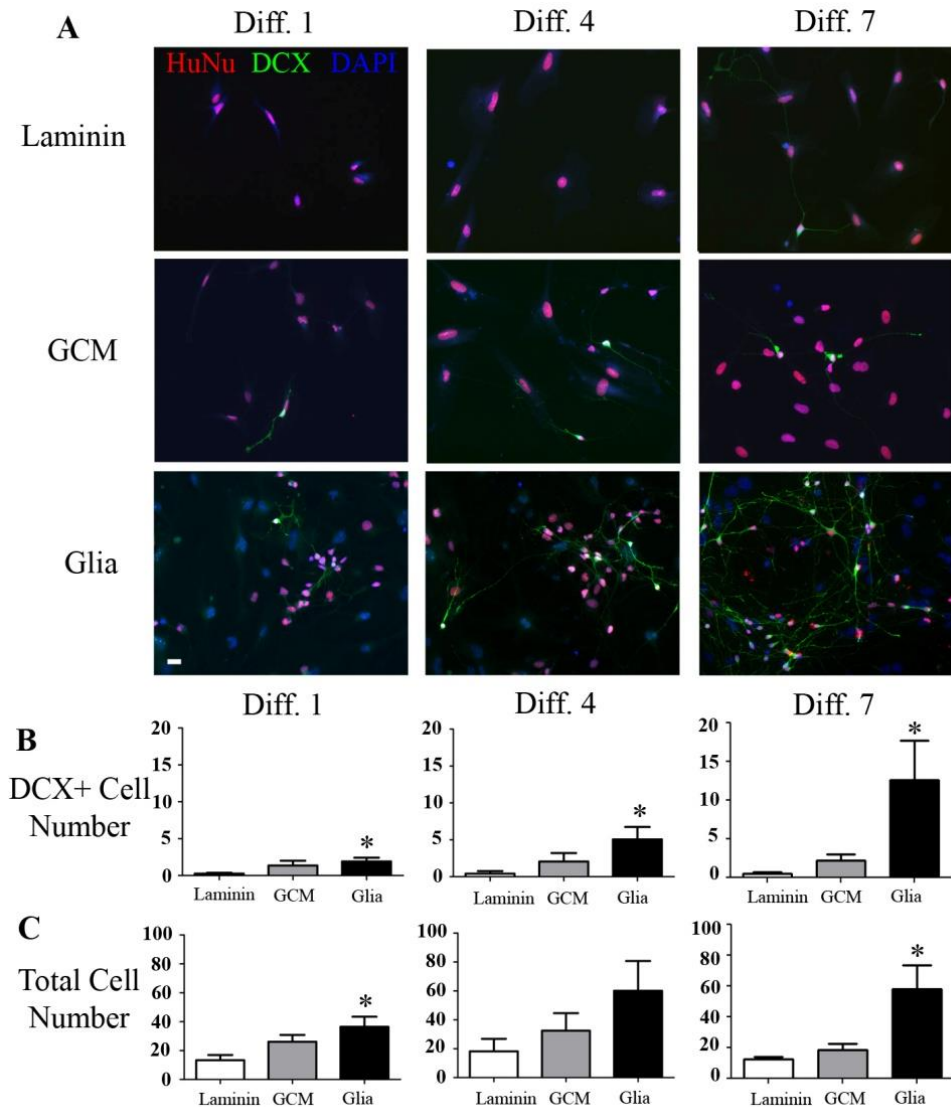 A
Diff. 1 Diff. 4 Diff. 7
HuNu DCX DAPI
Laminin
GCM
Glia
Diff. 1 Diff. 4 Diff. 7
B
DCX+ Cell
Number
20 20 20
15 15 15
10 10 10
5 5 5
0 0 0
* * *
Laminin GCM Glia Laminin GCM Glia Laminin GCM Glia
C
Total Cell
Number
100 100 100
80 80 80
60 60 60
40 40 40
20 20 20
0 0 0
* *
Laminin GCM Glia Laminin GCM Glia Laminin GCM Glia